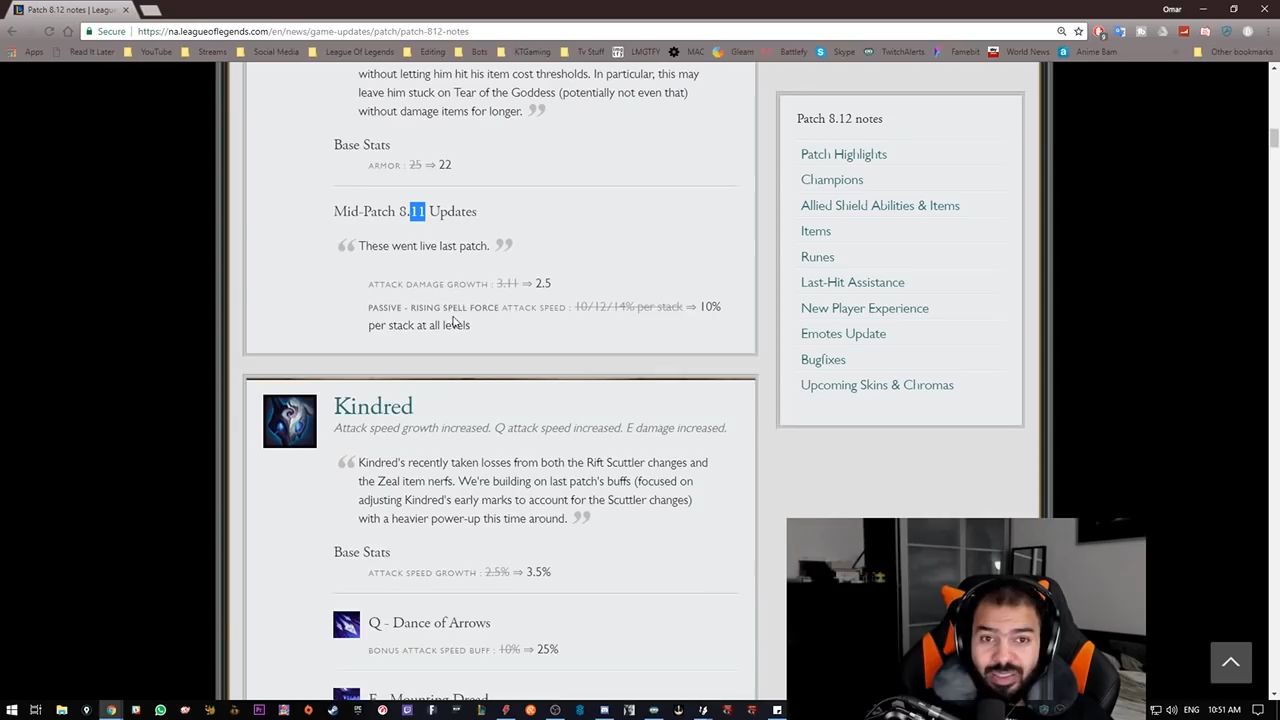 Patch 8.12 notes | Leagu
Omar
Secure
https://na.leagueoflegends.com/en/news/game-updates/patch/patch-812-notes
Apps
Read It Later
YouTube
Streams
Social Media
League Of Legends
Editing
Bots
KTGaming
Tv Stuff
LMGTFY
MAC
Gleam
Battlefy
Skype
TwitchAlerts
Famebit
World News
Anime Bam
Other bookmarks
without letting him hit his item cost thresholds. In particular, this may
leave him stuck on Tear of the Goddess (potentially not even that)
without damage items for longer.
Base Stats
ARMOR : 25 ⇒ 22
Mid-Patch 8.11 Updates
These went live last patch.
ATTACK DAMAGE GROWTH : 3.11 ⇒ 2.5
PASSIVE - RISING SPELL FORCE ATTACK SPEED : 10/12/14% per stack ⇒ 10%
per stack at all levels
Kindred
Attack speed growth increased. Q attack speed increased. E damage increased.
Kindred's recently taken losses from both the Rift Scuttler changes and
the Zeal item nerfs. We're building on last patch's buffs (focused on
adjusting Kindred's early marks to account for the Scuttler changes)
with a heavier power-up this time around.
Base Stats
ATTACK SPEED GROWTH : 2.5% ⇒ 3.5%
Q - Dance of Arrows
BONUS ATTACK SPEED BUFF : 10% ⇒ 25%
E - Mounting Dread
Patch 8.12 notes
Patch Highlights
Champions
Allied Shield Abilities & Items
Items
Runes
Last-Hit Assistance
New Player Experience
Emotes Update
Bugfixes
Upcoming Skins & Chromas
ENG
10:51 AM